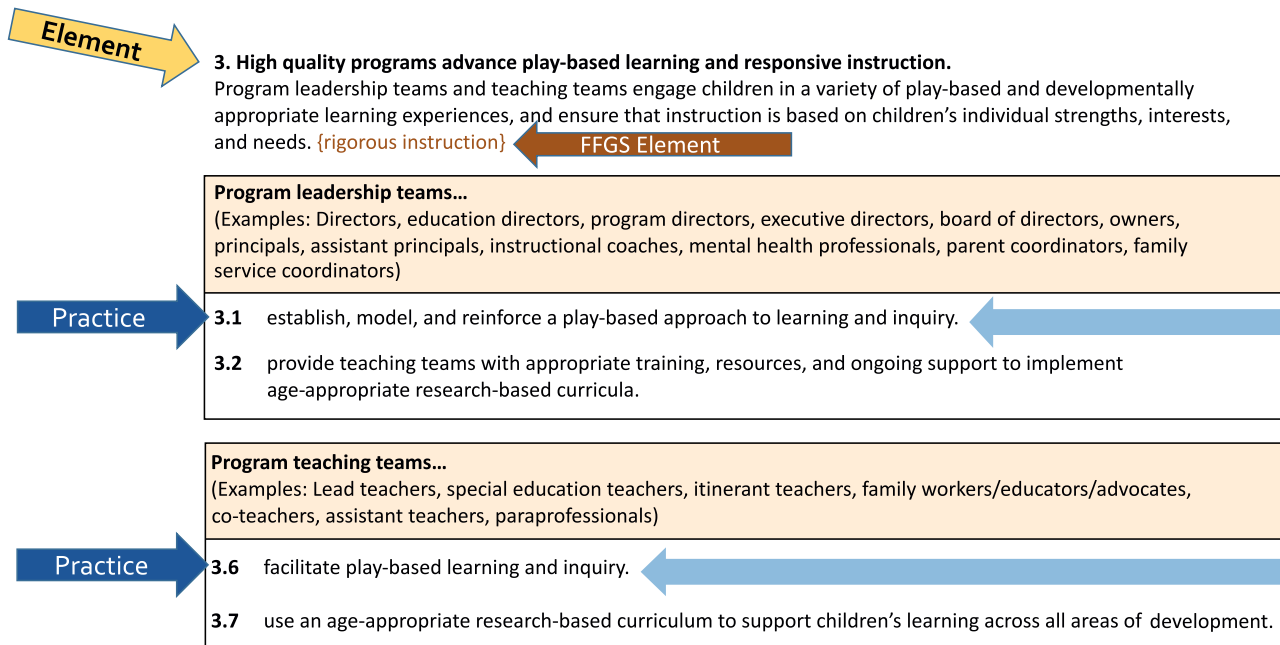 Element
3. High quality programs advance play-based learning and responsive instruction.
Program leadership teams and teaching teams engage children in a variety of play-based and developmentally
appropriate learning experiences, and ensure that instruction is based on children’s individual strengths, interests,
and needs. {rigorous instruction}
FFGS Element
Program leadership teams…
(Examples: Directors, education directors, program directors, executive directors, board of directors, owners,
principals, assistant principals, instructional coaches, mental health professionals, parent coordinators, family
service coordinators)
Practice
3.1 establish, model, and reinforce a play-based approach to learning and inquiry.
3.2 provide teaching teams with appropriate training, resources, and ongoing support to implement
age-appropriate research-based curricula.
Program teaching teams…
(Examples: Lead teachers, special education teachers, itinerant teachers, family workers/educators/advocates,
co-teachers, assistant teachers, paraprofessionals)
Practice
3.6 facilitate play-based learning and inquiry.
3.7 use an age-appropriate research-based curriculum to support children’s learning across all areas of development.